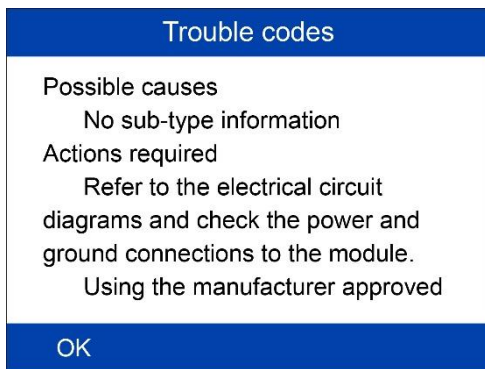 Trouble codes
Possible causes
No sub-type information
Actions required
Refer to the electrical circuit
diagrams and check the power and
ground connections to the module.
Using the manufacturer approved
OK